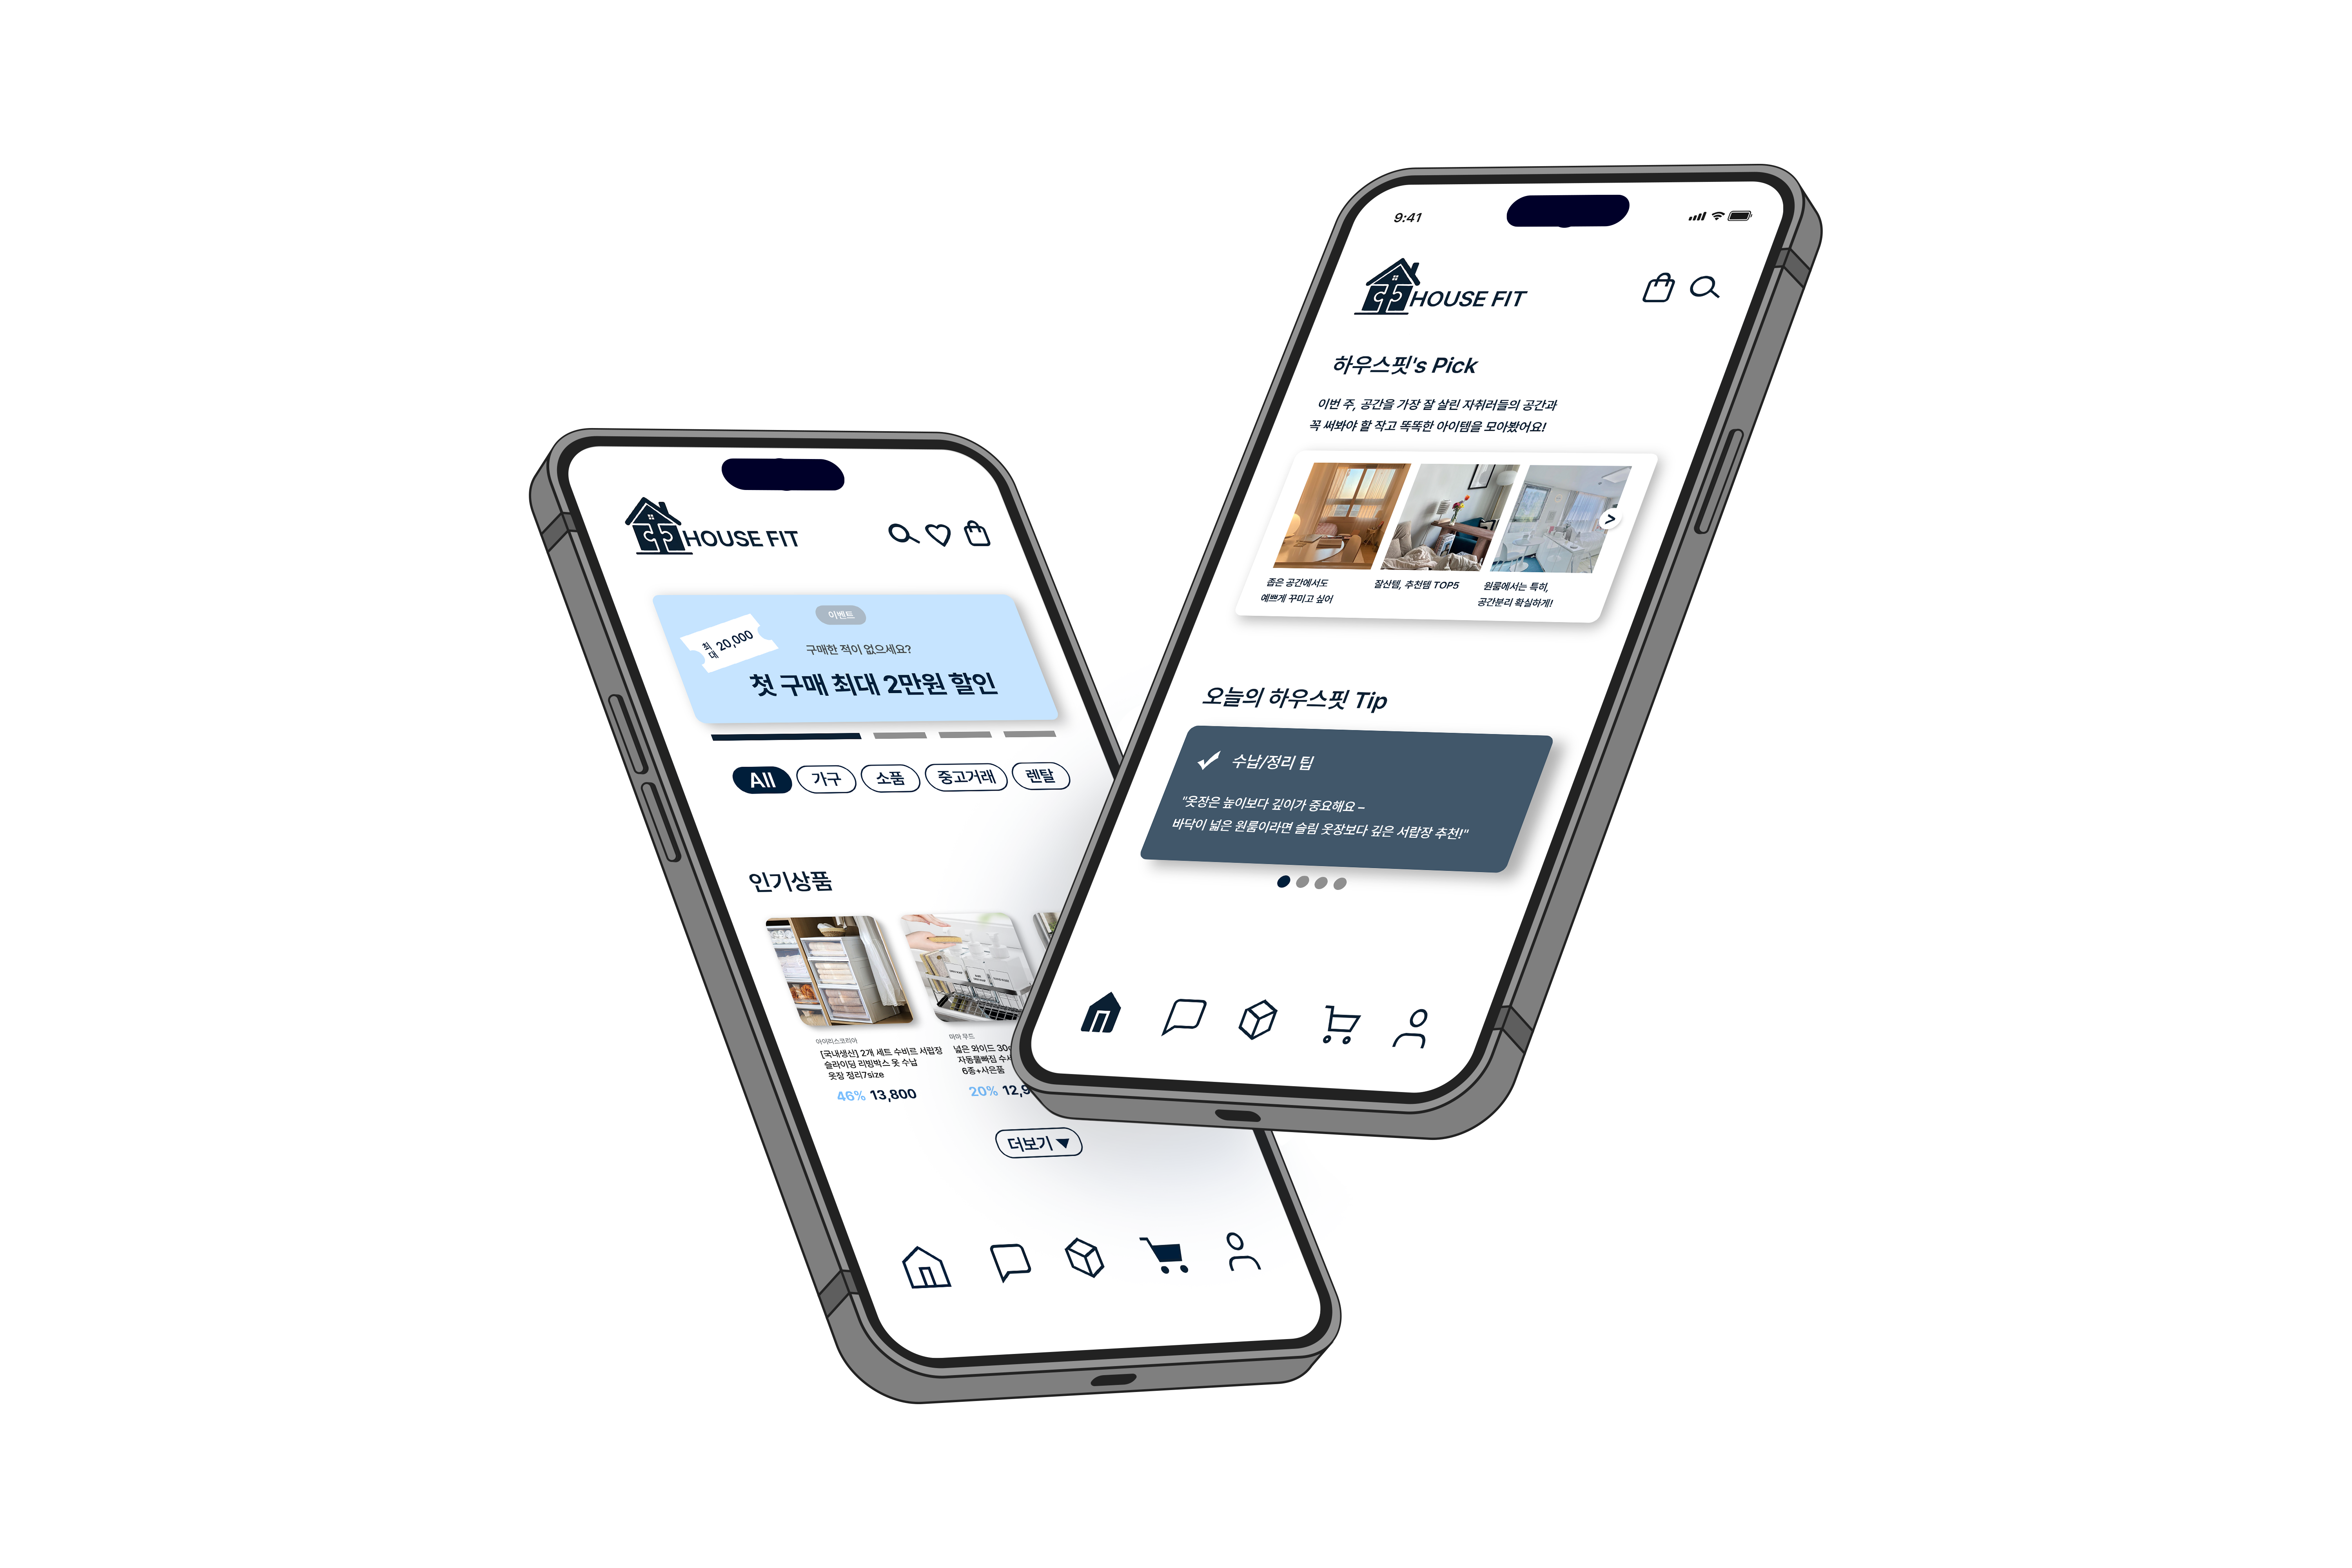 HOUSE FIT
이벤트
최대 20,000
구매한 적이 없으세요?
첫 구매 최대 2만원 할인
All 가구 소품 중고거래 렌탈
인기상품
아이리스코리아
[국내생산] 2개 세트 수비르 서랍장
슬라이딩 리빙박스 옷 수납
옷장 정리7size
46% 13,800
마마 무드
넓은 와이드 30c
자동물빠짐 수세
6종+사은품
20% 12,9
더보기
9:41
HOUSE FIT
하우스핏's Pick
이번 주, 공간을 가장 잘 살린 자취러들의 공간과
꼭 써봐야 할 작고 똑똑한 아이템을 모아봤어요!
좁은 공간에서도
예쁘게 꾸미고 싶어
잘산템, 추천템 TOP5
원룸에서는 특히,
공간분리 확실하게!
오늘의 하우스핏 Tip
수납/정리 팁
"옷장은 높이보다 깊이가 중요해요 –
바닥이 넓은 원룸이라면 슬림 옷장보다 깊은 서랍장 추천!"